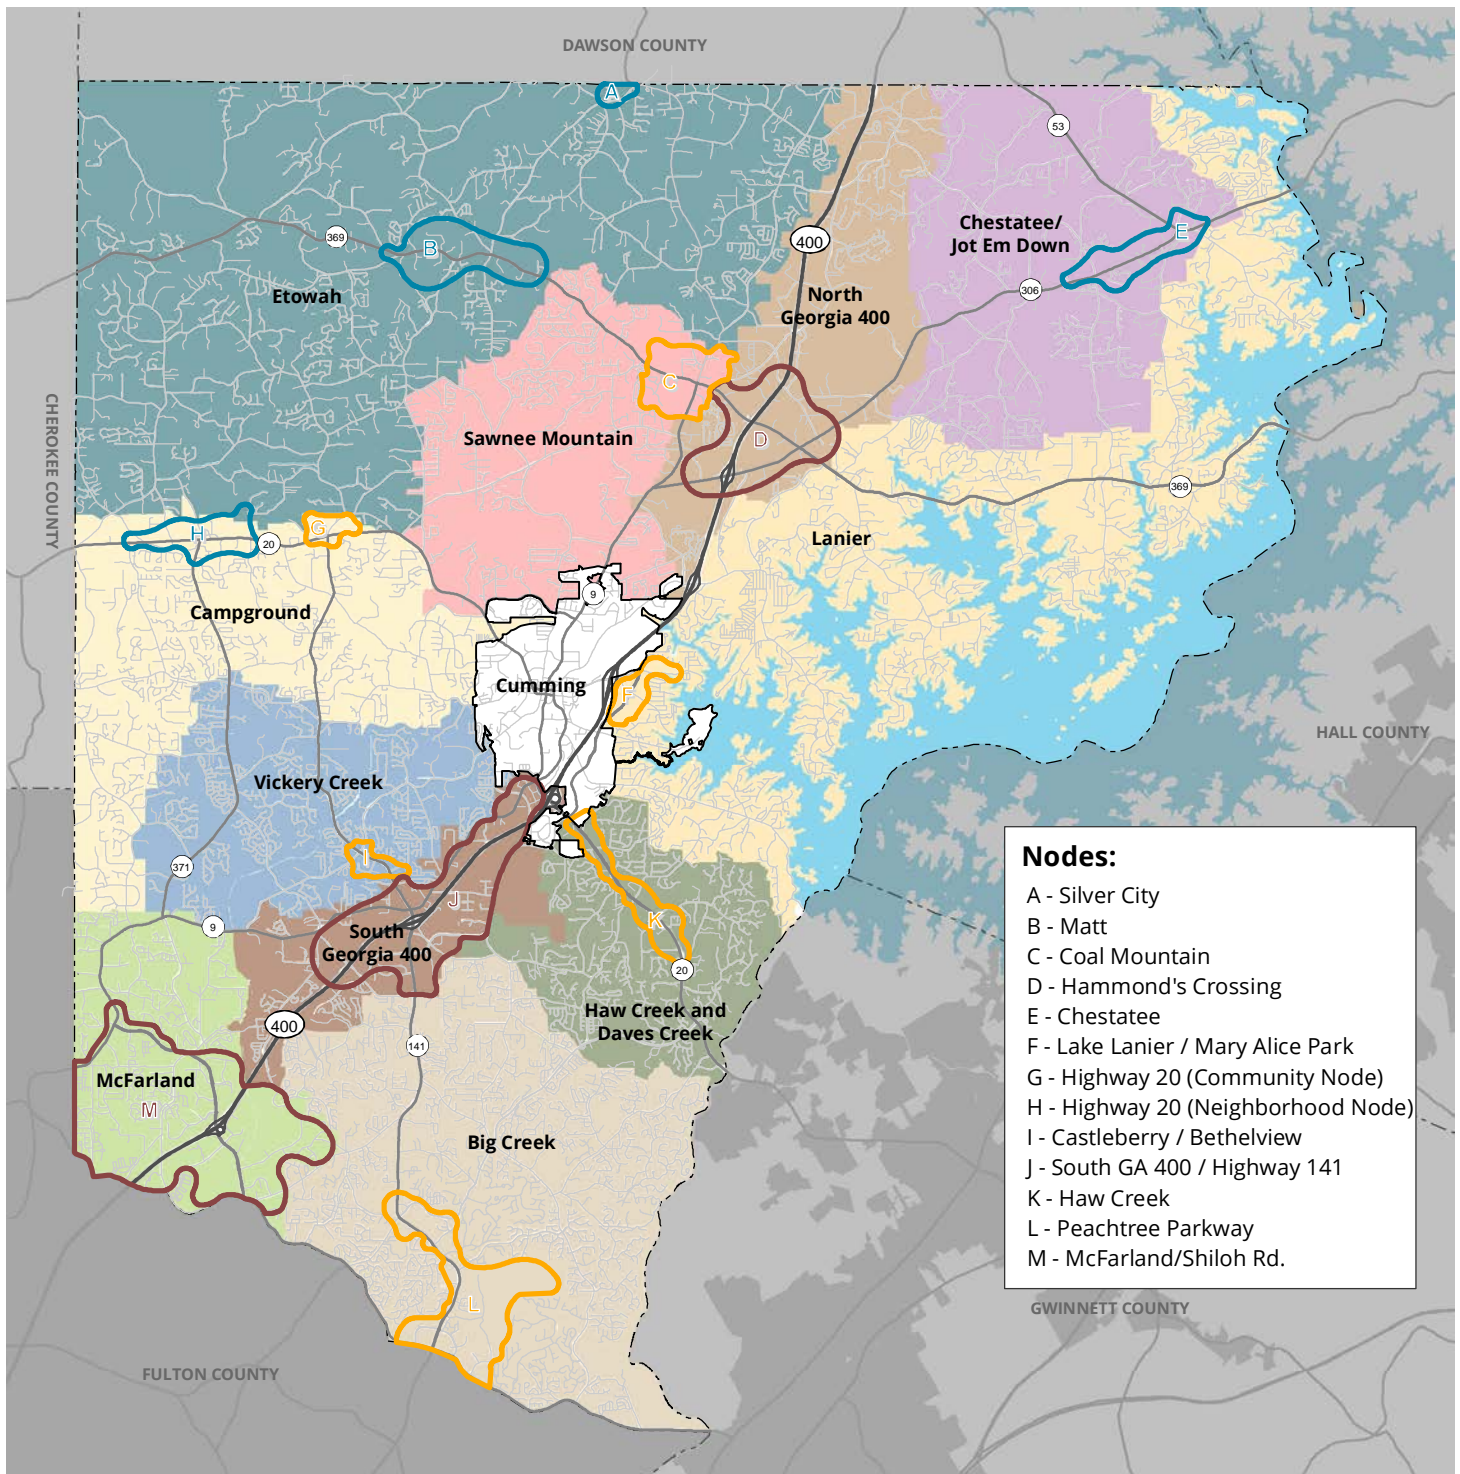 DAWSON COUNTY
A
53
Chestatee/
Jot Em Down
E
369
B
400
Etowah
306
North
Georgia 400
C
CHEROKEE COUNTY
Sawnee Mountain
D
369
H
G
20
Lanier
9
Campground
Cumming
F
HALL COUNTY
Vickery Creek
I
371
J
K
9
South
Georgia 400
20
400
Haw Creek and
Daves Creek
141
McFarland
M
Big Creek
L
Nodes:
A - Silver City
B - Matt
C - Coal Mountain
D - Hammond's Crossing
E - Chestatee
F - Lake Lanier / Mary Alice Park
G - Highway 20 (Community Node)
H - Highway 20 (Neighborhood Node)
I - Castleberry / Bethelview
J - South GA 400 / Highway 141
K - Haw Creek
L - Peachtree Parkway
M - McFarland/Shiloh Rd.
GWINNETT COUNTY
FULTON COUNTY